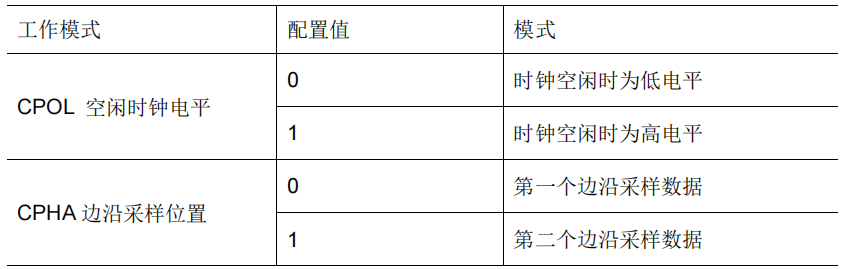 工作模式 配置值 模式
CPOL 空闲时钟电平 0 时钟空闲时为低电平
1 时钟空闲时为高电平
CPHA 边沿采样位置 0 第一个边沿采样数据
1 第二个边沿采样数据